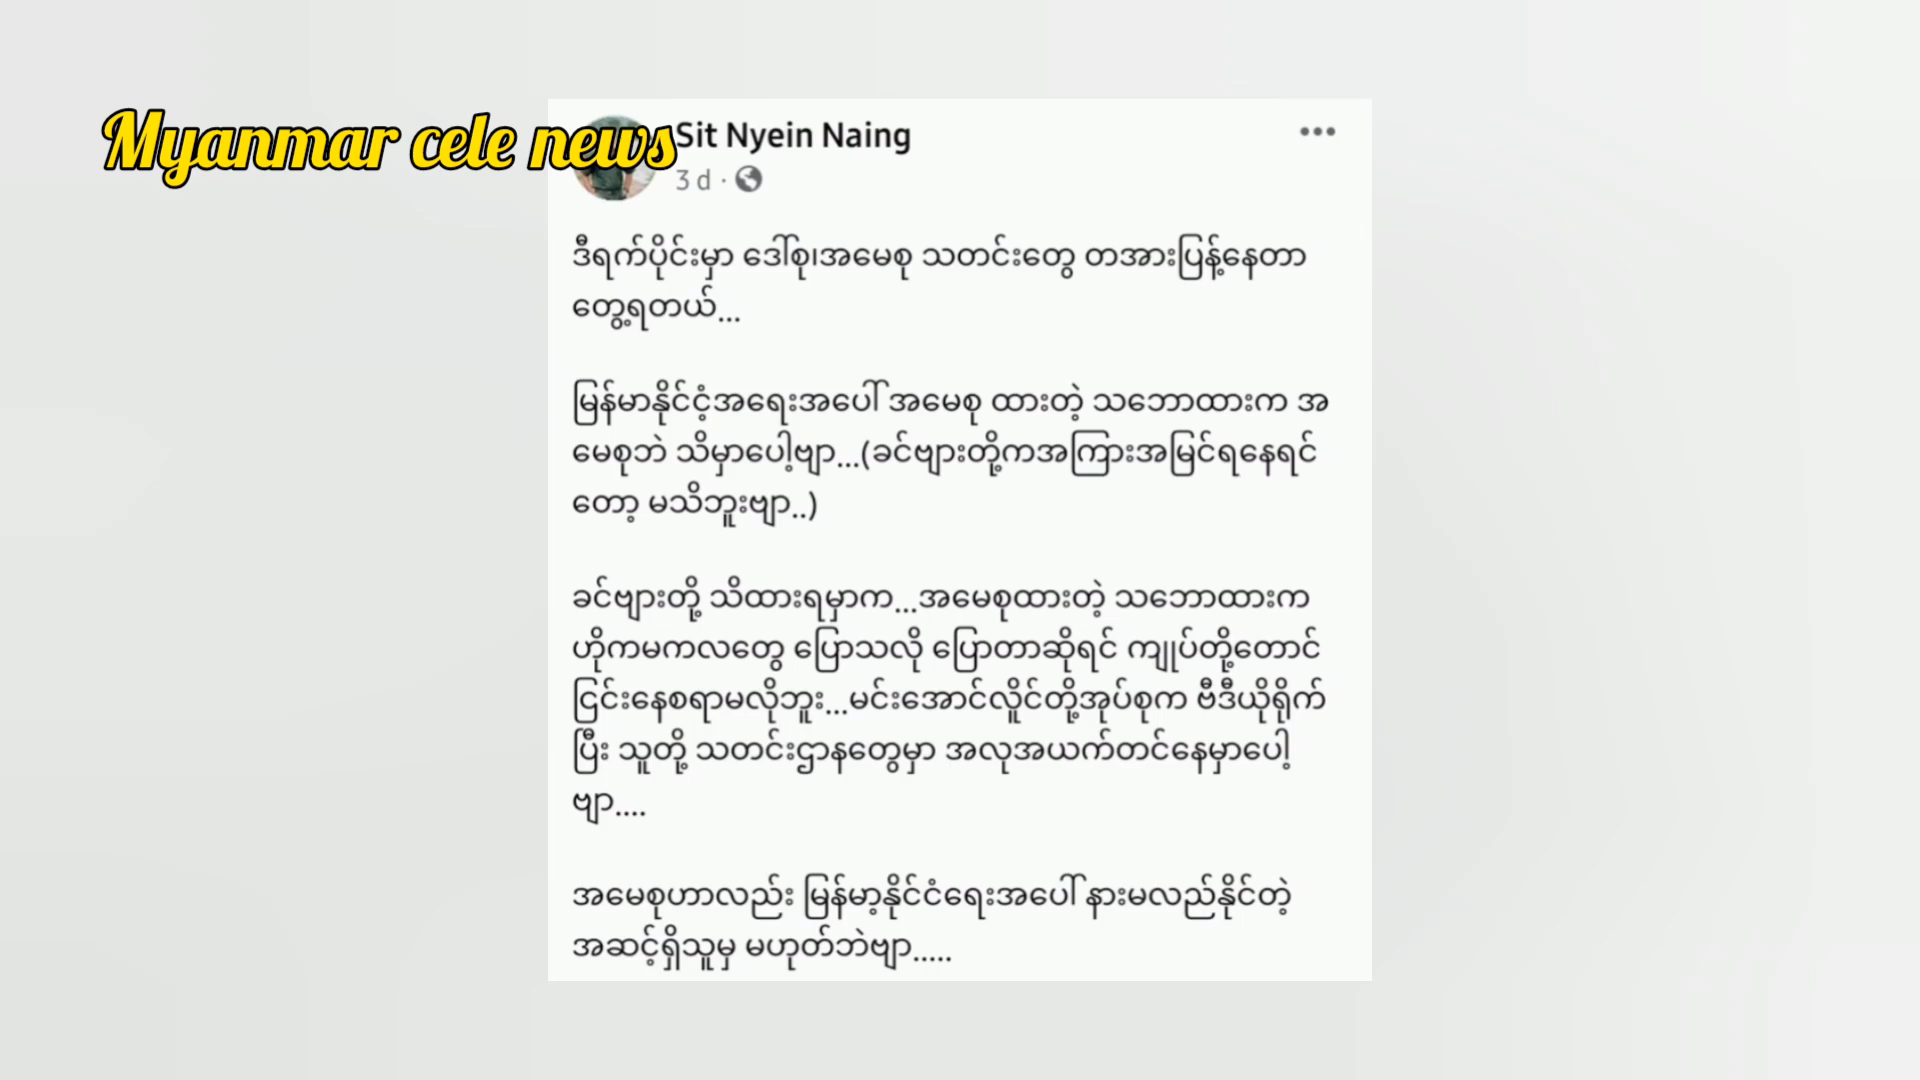 Myanmar cele news
Sit Nyein Naing
3 d ·
ဒီရက်ပိုင်းမှာ ဒေါ်စု၊အမေစု သတင်းတွေ တအားပြန့်နေတာ
တွေ့ရတယ်...
မြန်မာနိုင်ငံ့အရေးအပေါ် အမေစု ထားတဲ့ သဘောထားက အ
မေစုဘဲ သိမှာပေါ့ဗျာ...(ခင်ဗျားတို့ကအကြားအမြင်ရနေရင်
တော့ မသိဘူးဗျာ..)
ခင်ဗျားတို့ သိထားရမှာက...အမေစုထားတဲ့ သဘောထားက
ဟိုကမကလတွေ ပြောသလို ပြောတာဆိုရင် ကျုပ်တို့တောင်
ငြင်းနေစရာမလိုဘူး...မင်းအောင်လှိူင်တို့အုပ်စုက ဗီဒီယိုရိုက်
ပြီး သူတို့ သတင်းဌာနတွေမှာ အလုအယက်တင်နေမှာပေါ့
ဗျာ....
အမေစုဟာလည်း မြန်မာ့နိုင်ငံရေးအပေါ် နားမလည်နိုင်တဲ့
အဆင့်ရှိသူမှ မဟုတ်ဘဲဗျာ.....